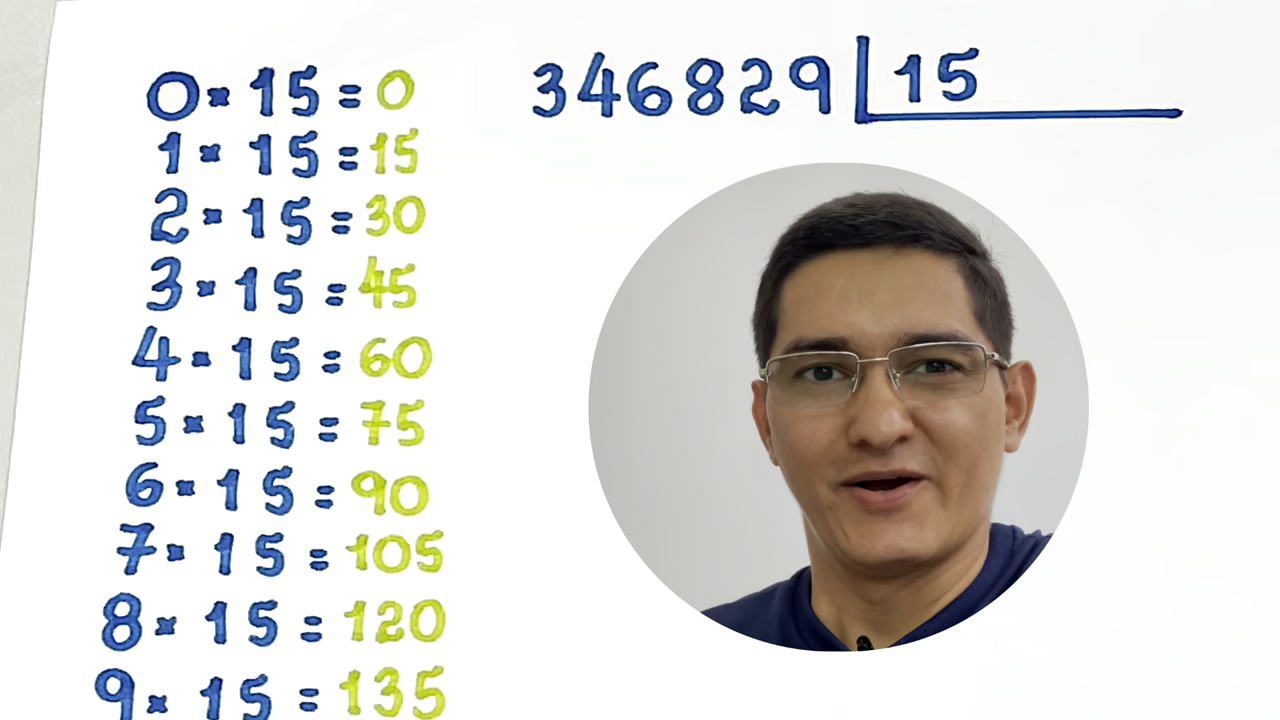 0 × 15 = 0
1 × 15 = 15
2 × 15 = 30
3 × 15 = 45
4 × 15 = 60
5 × 15 = 75
6 × 15 = 90
7 × 15 = 105
8 × 15 = 120
9 × 15 = 135
346829 15